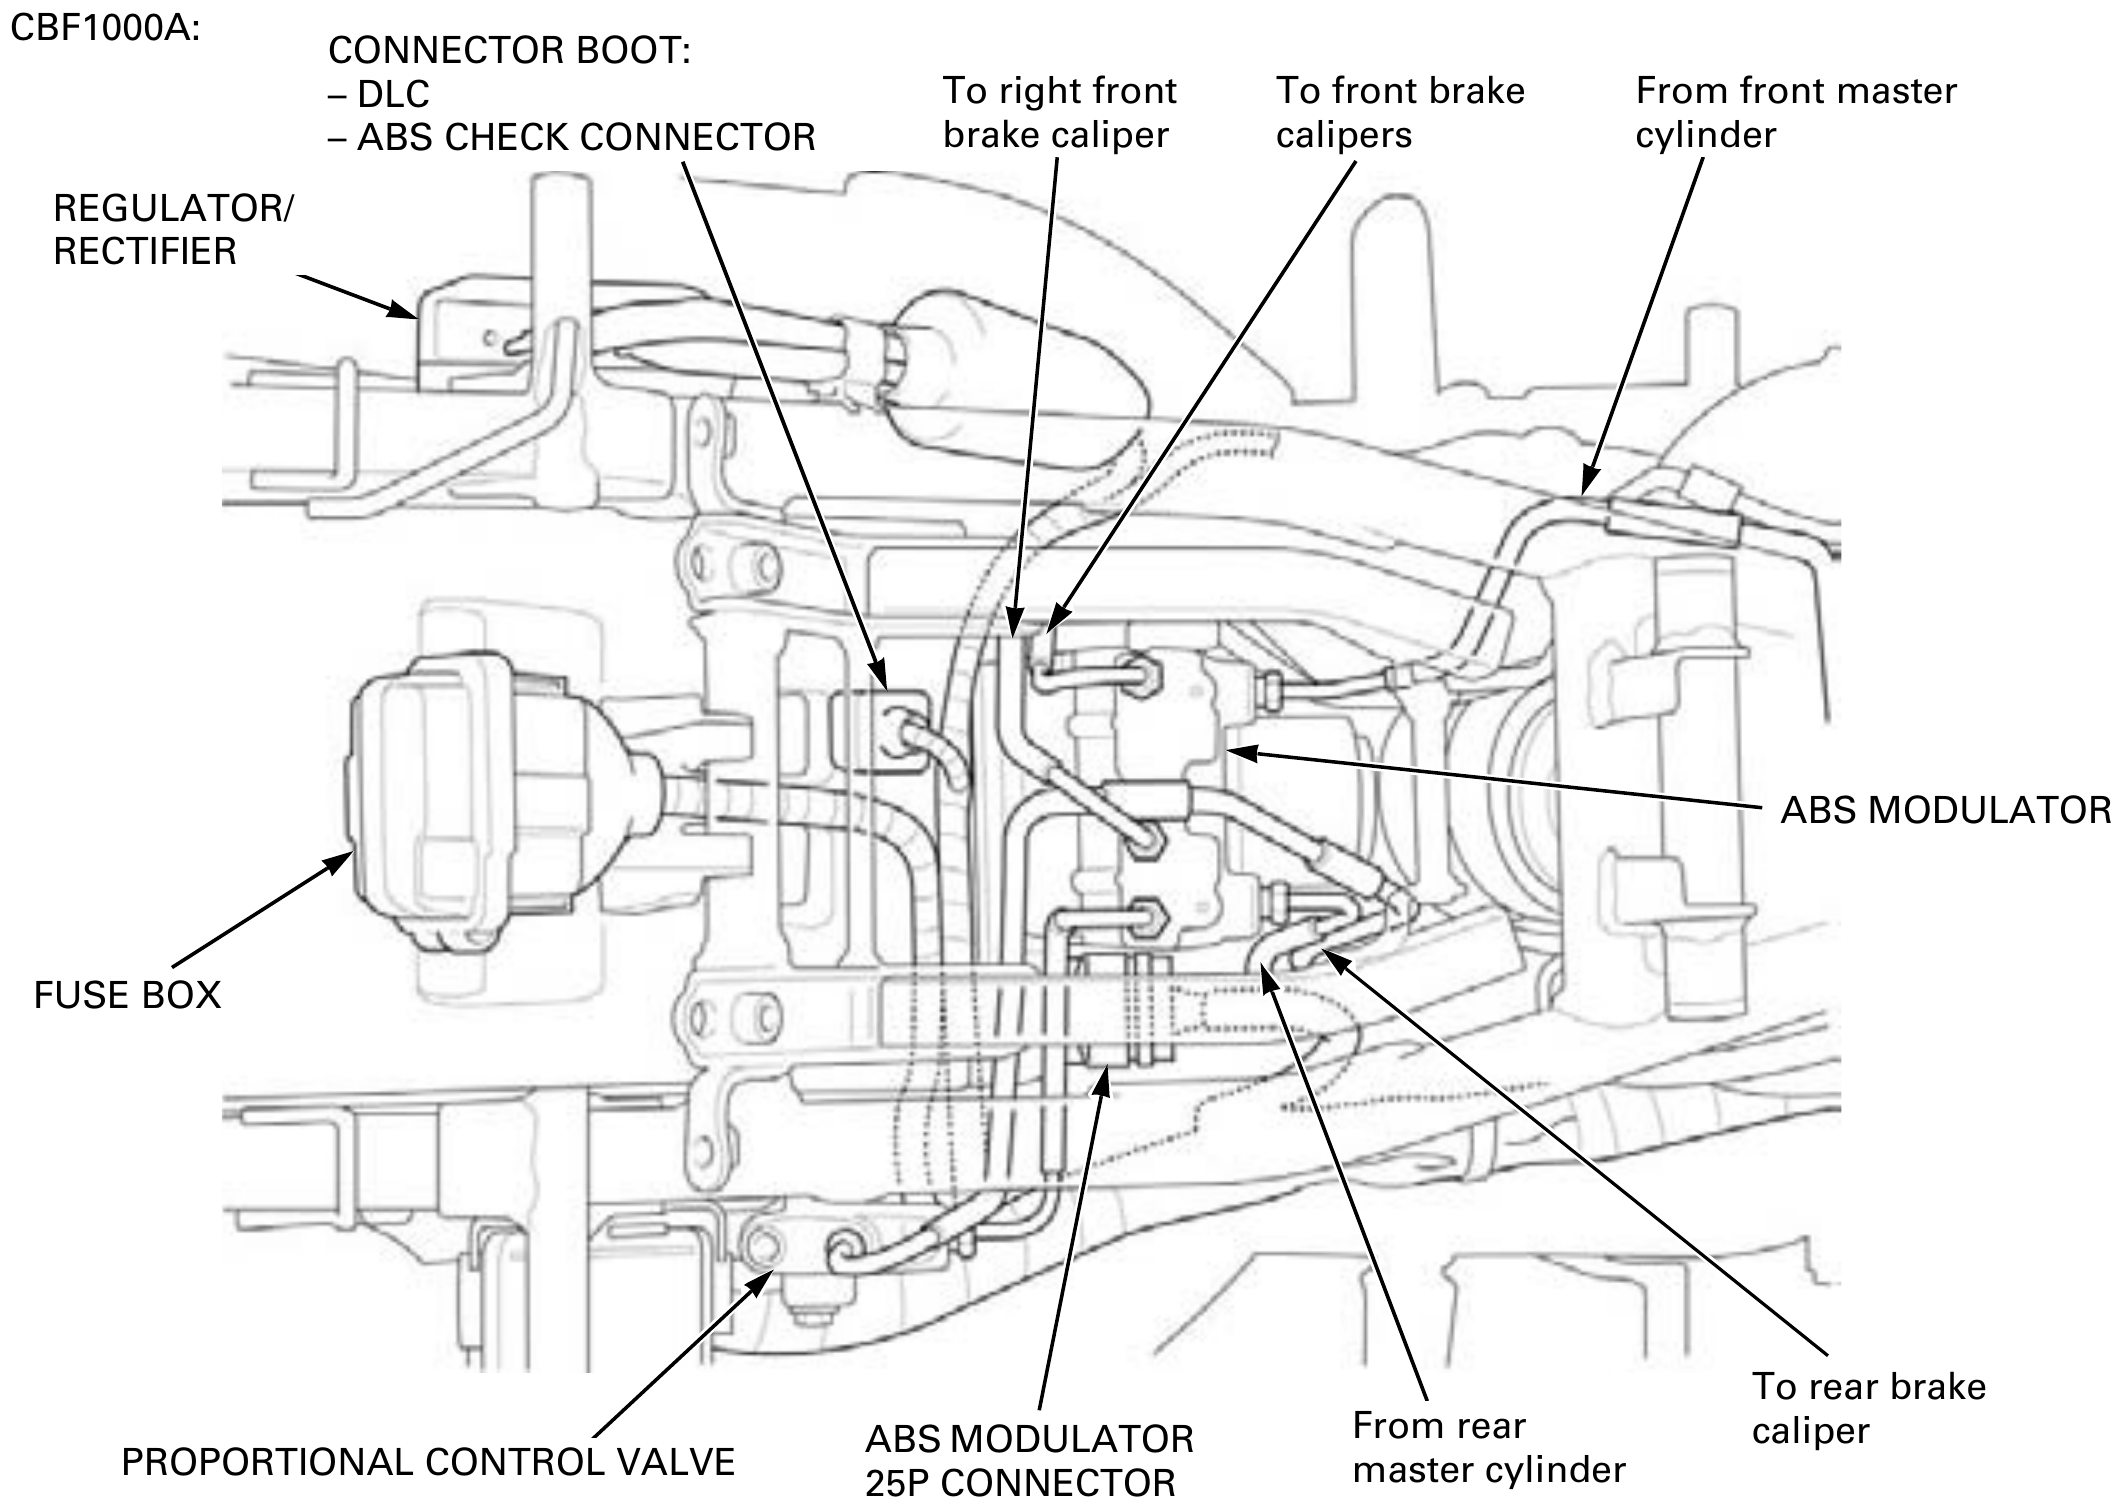 CBF1000A:
CONNECTOR BOOT:
– DLC
– ABS CHECK CONNECTOR
To right front
brake caliper
To front brake
calipers
From front master
cylinder
REGULATOR/
RECTIFIER
ABS MODULATOR
FUSE BOX
PROPORTIONAL CONTROL VALVE
ABS MODULATOR
25P CONNECTOR
From rear
master cylinder
To rear brake
caliper